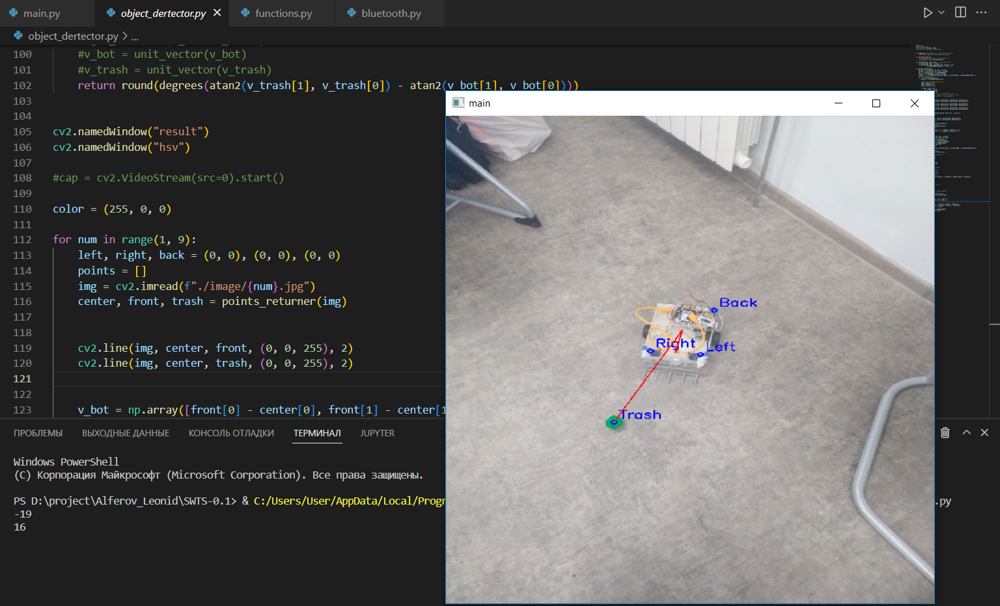 main.py
object_dertector.py
functions.py
bluetooth.py
object_dertector.py > ...
100 #v_bot = unit_vector(v_bot)
101 #v_trash = unit_vector(v_trash)
102 return round(degrees(atan2(v_trash[1], v_trash[0]) - atan2(v_bot[1], v_bot[0])))
103
104
105 cv2.namedWindow("result")
106 cv2.namedWindow("hsv")
107
108 #cap = cv2.VideoStream(src=0).start()
109
110 color = (255, 0, 0)
111
112 for num in range(1, 9):
113 left, right, back = (0, 0), (0, 0), (0, 0)
114 points = []
115 img = cv2.imread(f"./image/{num}.jpg")
116 center, front, trash = points_returner(img)
117
118
119 cv2.line(img, center, front, (0, 0, 255), 2)
120 cv2.line(img, center, trash, (0, 0, 255), 2)
121
122
123 v_bot = np.array([front[0] - center[0], front[1] - center[1
main
Back
Right
Left
Trash
ПРОБЛЕМЫ
ВЫХОДНЫЕ ДАННЫЕ
КОНСОЛЬ ОТЛАДКИ
ТЕРМИНАЛ
JUPYTER
Windows PowerShell
(C) Корпорация Майкрософт (Microsoft Corporation). Все права защищены.
PS D:\project\Alferov_Leonid\SWTS-0.1> & C:/Users/User/AppData/Local/Progr
.py
-19
16